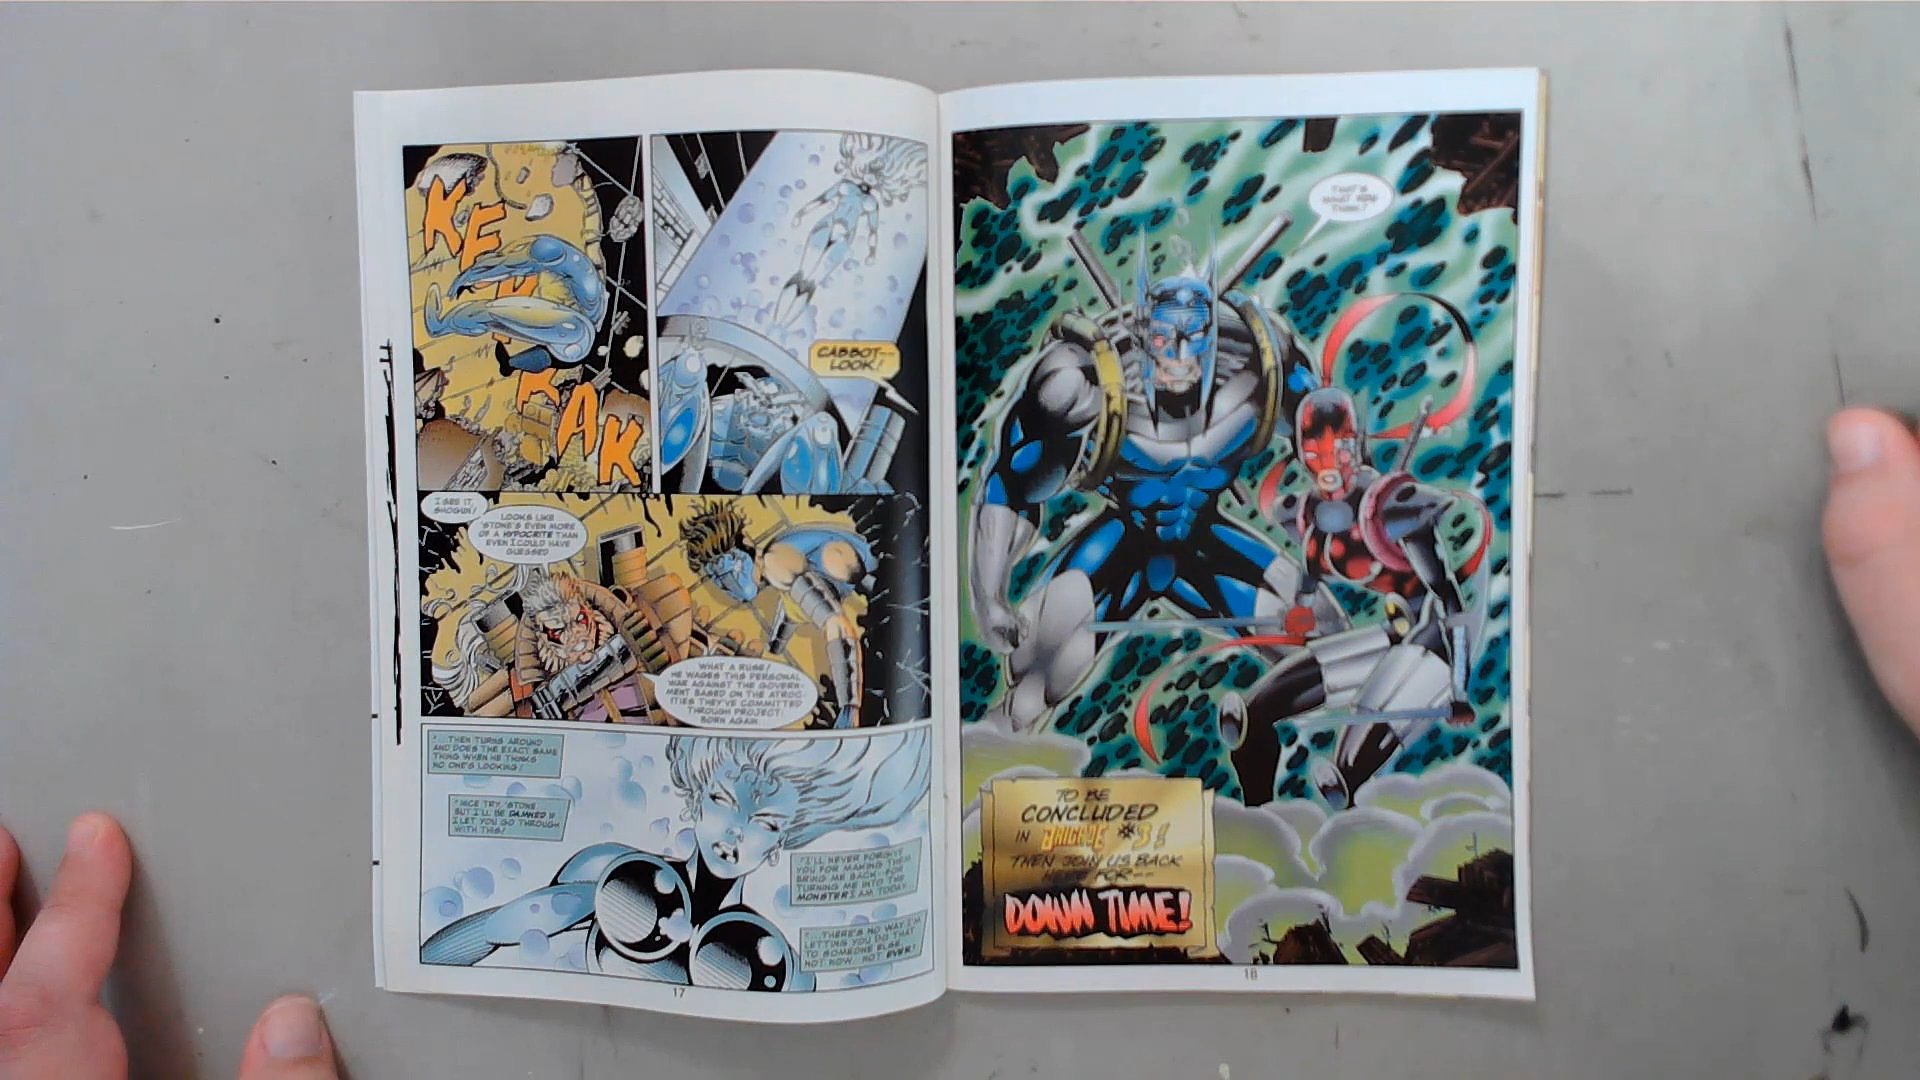 KE
RAK
CABBOT--
LOOK!
I SEE IT,
SHOGUN!
LOOKS LIKE
'STONE'S EVEN MORE
OF A HYPOCRITE THAN
EVEN I COULD HAVE
GUESSED
WHAT A RUSE!
HE WAGES THIS PERSONAL
WAR AGAINST THE GOVERN-
MENT BASED ON THE ATROC-
ITIES THEY'VE COMMITTED
THROUGH PROJECT:
BORN AGAIN.
"...THEN TURNS AROUND
AND DOES THE EXACT SAME
THING WHEN HE THINKS
NO ONE'S LOOKING!
"NICE TRY, 'STONE
BUT I'LL BE DAMNED IF
I LET YOU GO THROUGH
WITH THIS!
"I'LL NEVER FORGIVE
YOU FOR MAKING THEM
BRING ME BACK--FOR
TURNING ME INTO THE
MONSTER I AM TODAY.
"...THERE'S NO WAY I'M
LETTING YOU DO THAT
TO SOMEONE ELSE.
NOT NOW. NOT EVER!
17
THAT'S
WHAT YOU
THINK!
TO BE
CONCLUDED
IN BRIGADE #3!
THEN JOIN US BACK
HERE FOR--
DOWN TIME!
18